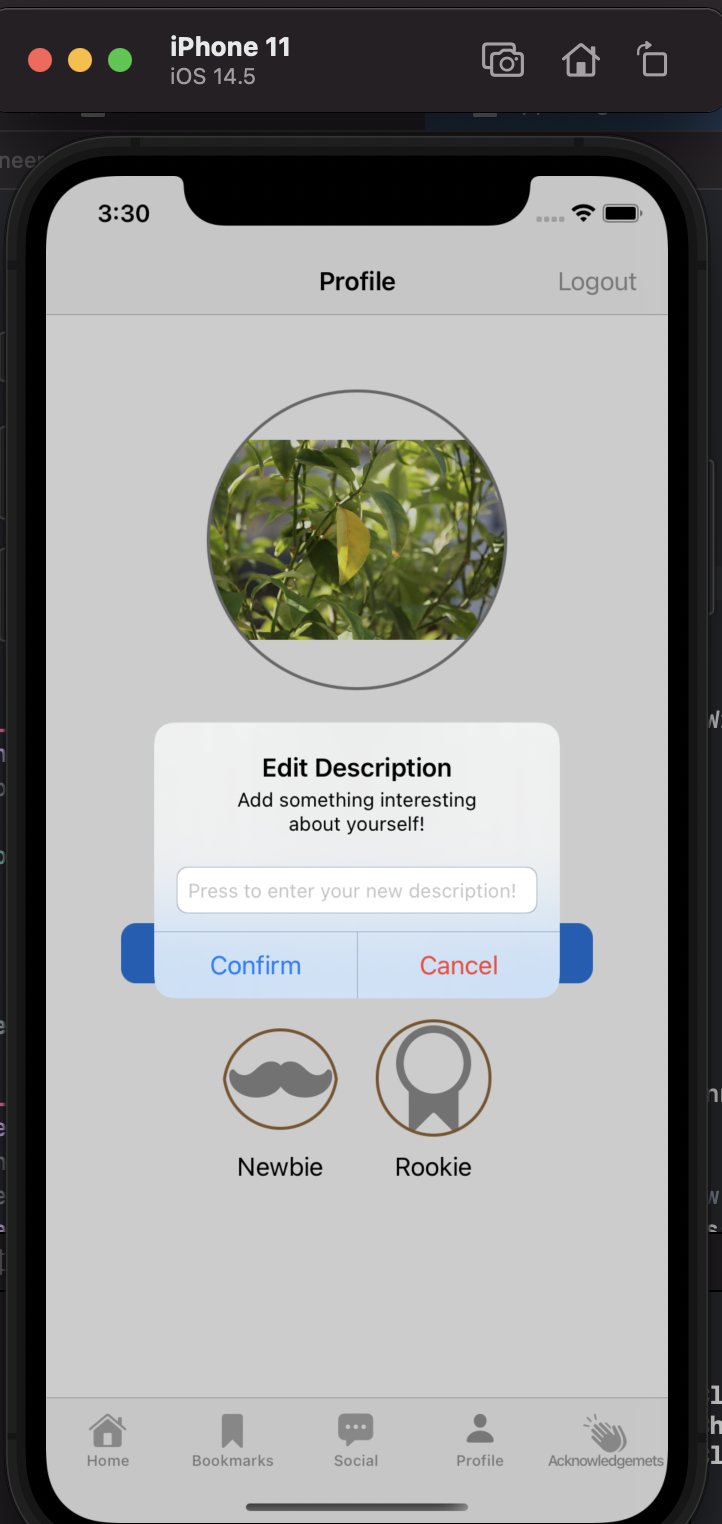 iPhone 11
iOS 14.5
3:30
Profile
Logout
Edit Description
Add something interesting
about yourself!
Press to enter your new description!
Confirm
Cancel
Newbie
Rookie
Home
Bookmarks
Social
Profile
Acknowledgemets